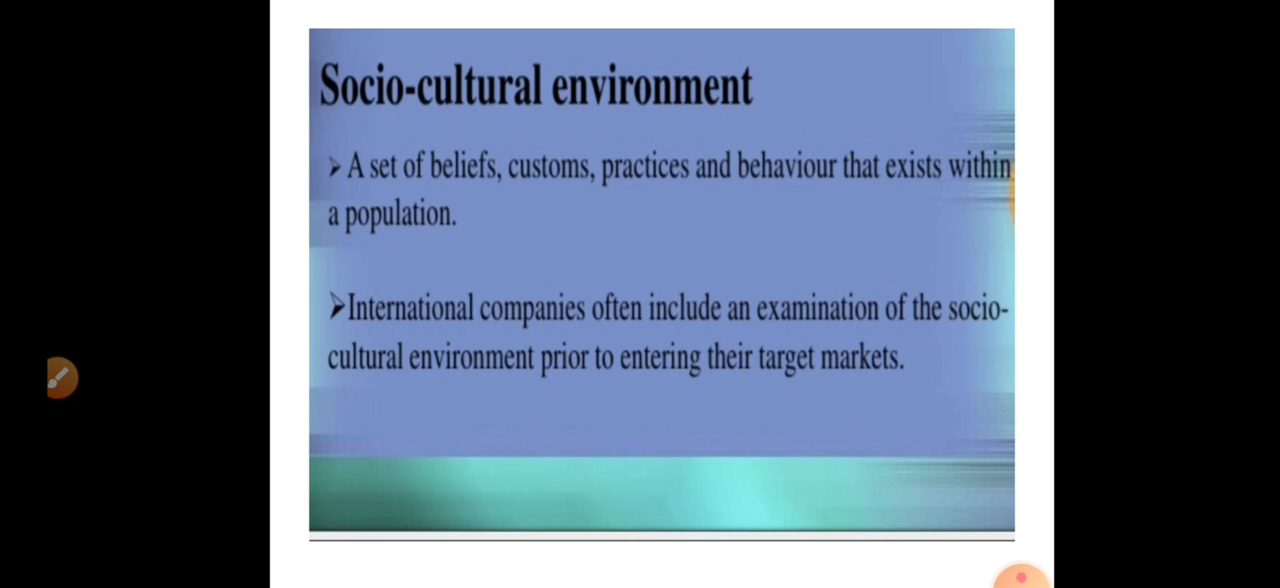 Socio-cultural environment
➢ A set of beliefs, customs, practices and behaviour that exists within
a population.
➢International companies often include an examination of the socio-
cultural environment prior to entering their target markets.